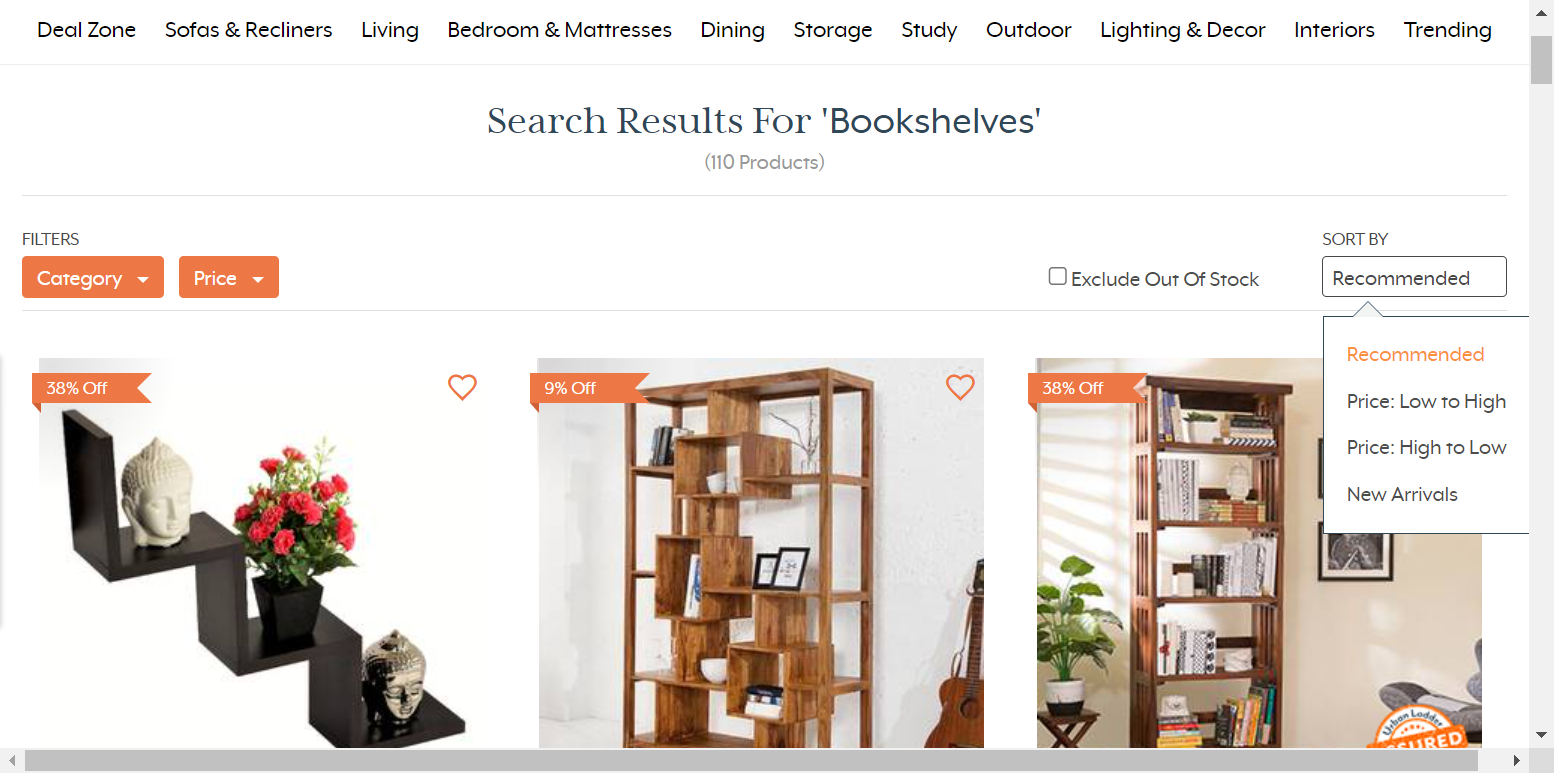 Deal Zone Sofas & Recliners Living Bedroom & Mattresses Dining Storage Study Outdoor Lighting & Decor Interiors Trending
Search Results For 'Bookshelves'
(110 Products)
FILTERS
SORT BY
Category
Price
Exclude Out Of Stock
Recommended
Recommended
Price: Low to High
Price: High to Low
New Arrivals
38% Off
9% Off
38% Off
Urban Ladder